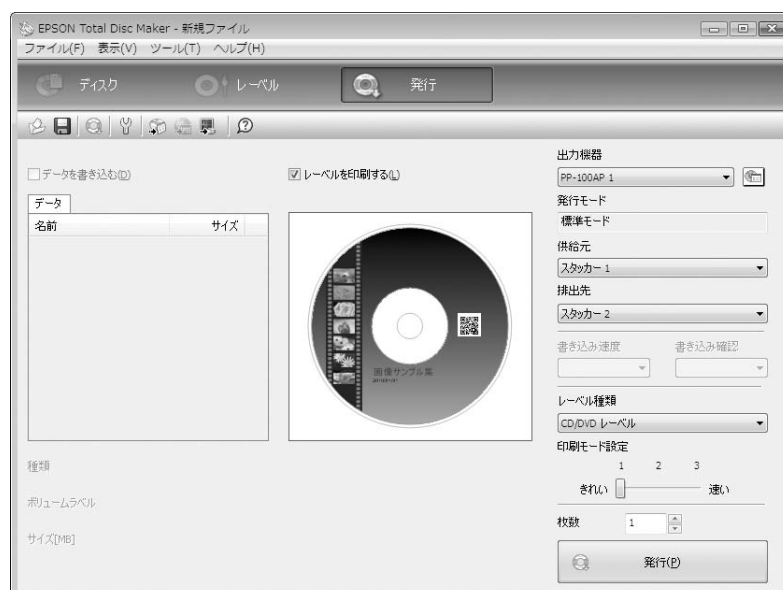 EPSON Total Disc Maker - 新規ファイル
ファイル(F) 表示(V) ツール(T) ヘルプ(H)
ディスク レーベル 発行
データを書き込む(D)
データ
名前 サイズ
種類
ボリュームラベル
サイズ[MB]
レーベルを印刷する(L)
画像サンプル集
出力機器
PP-100AP 1
発行モード
標準モード
供給元
スタッカー 1
排出先
スタッカー 2
書き込み速度 書き込み確認
レーベル種類
CD/DVD レーベル
印刷モード設定
1 2 3
きれい 速い
枚数 1
発行(P)